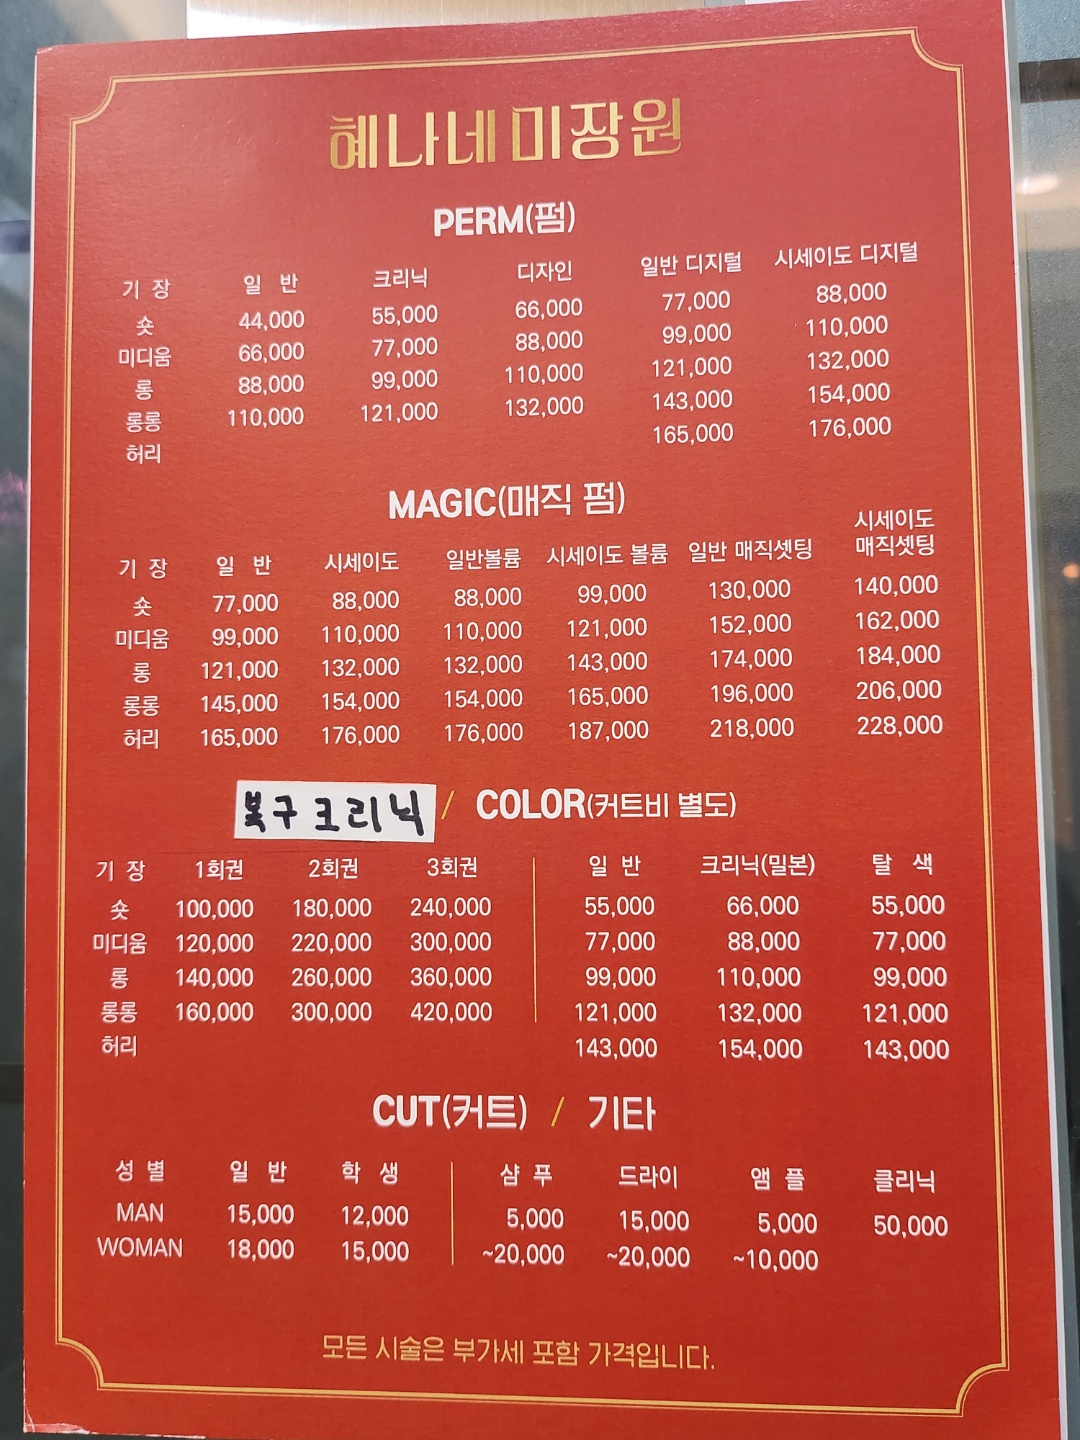 혜나네 미장원
PERM(펌)
기 장 일 반 크리닉 디자인 일반 디지털 시세이도 디지털
숏 44,000 55,000 66,000 77,000 88,000
미디움 66,000 77,000 88,000 99,000 110,000
롱 88,000 99,000 110,000 121,000 132,000
롱롱 110,000 121,000 132,000 143,000 154,000
허리 165,000 176,000
MAGIC(매직 펌)
기 장 일 반 시세이도 일반볼륨 시세이도 볼륨 일반 매직셋팅 시세이도 매직셋팅
숏 77,000 88,000 88,000 99,000 130,000 140,000
미디움 99,000 110,000 110,000 121,000 152,000 162,000
롱 121,000 132,000 132,000 143,000 174,000 184,000
롱롱 145,000 154,000 154,000 165,000 196,000 206,000
허리 165,000 176,000 176,000 187,000 218,000 228,000
복구크리닉 / COLOR(커트비 별도)
기 장 1회권 2회권 3회권 일 반 크리닉(밀본) 탈 색
숏 100,000 180,000 240,000 55,000 66,000 55,000
미디움 120,000 220,000 300,000 77,000 88,000 77,000
롱 140,000 260,000 360,000 99,000 110,000 99,000
롱롱 160,000 300,000 420,000 121,000 132,000 121,000
허리 143,000 154,000 143,000
CUT(커트) / 기타
성 별 일 반 학 생 샴 푸 드라이 앰 플 클리닉
MAN 15,000 12,000 5,000 15,000 5,000 50,000
WOMAN 18,000 15,000 ~20,000 ~20,000 ~10,000
모든 시술은 부가세 포함 가격입니다.